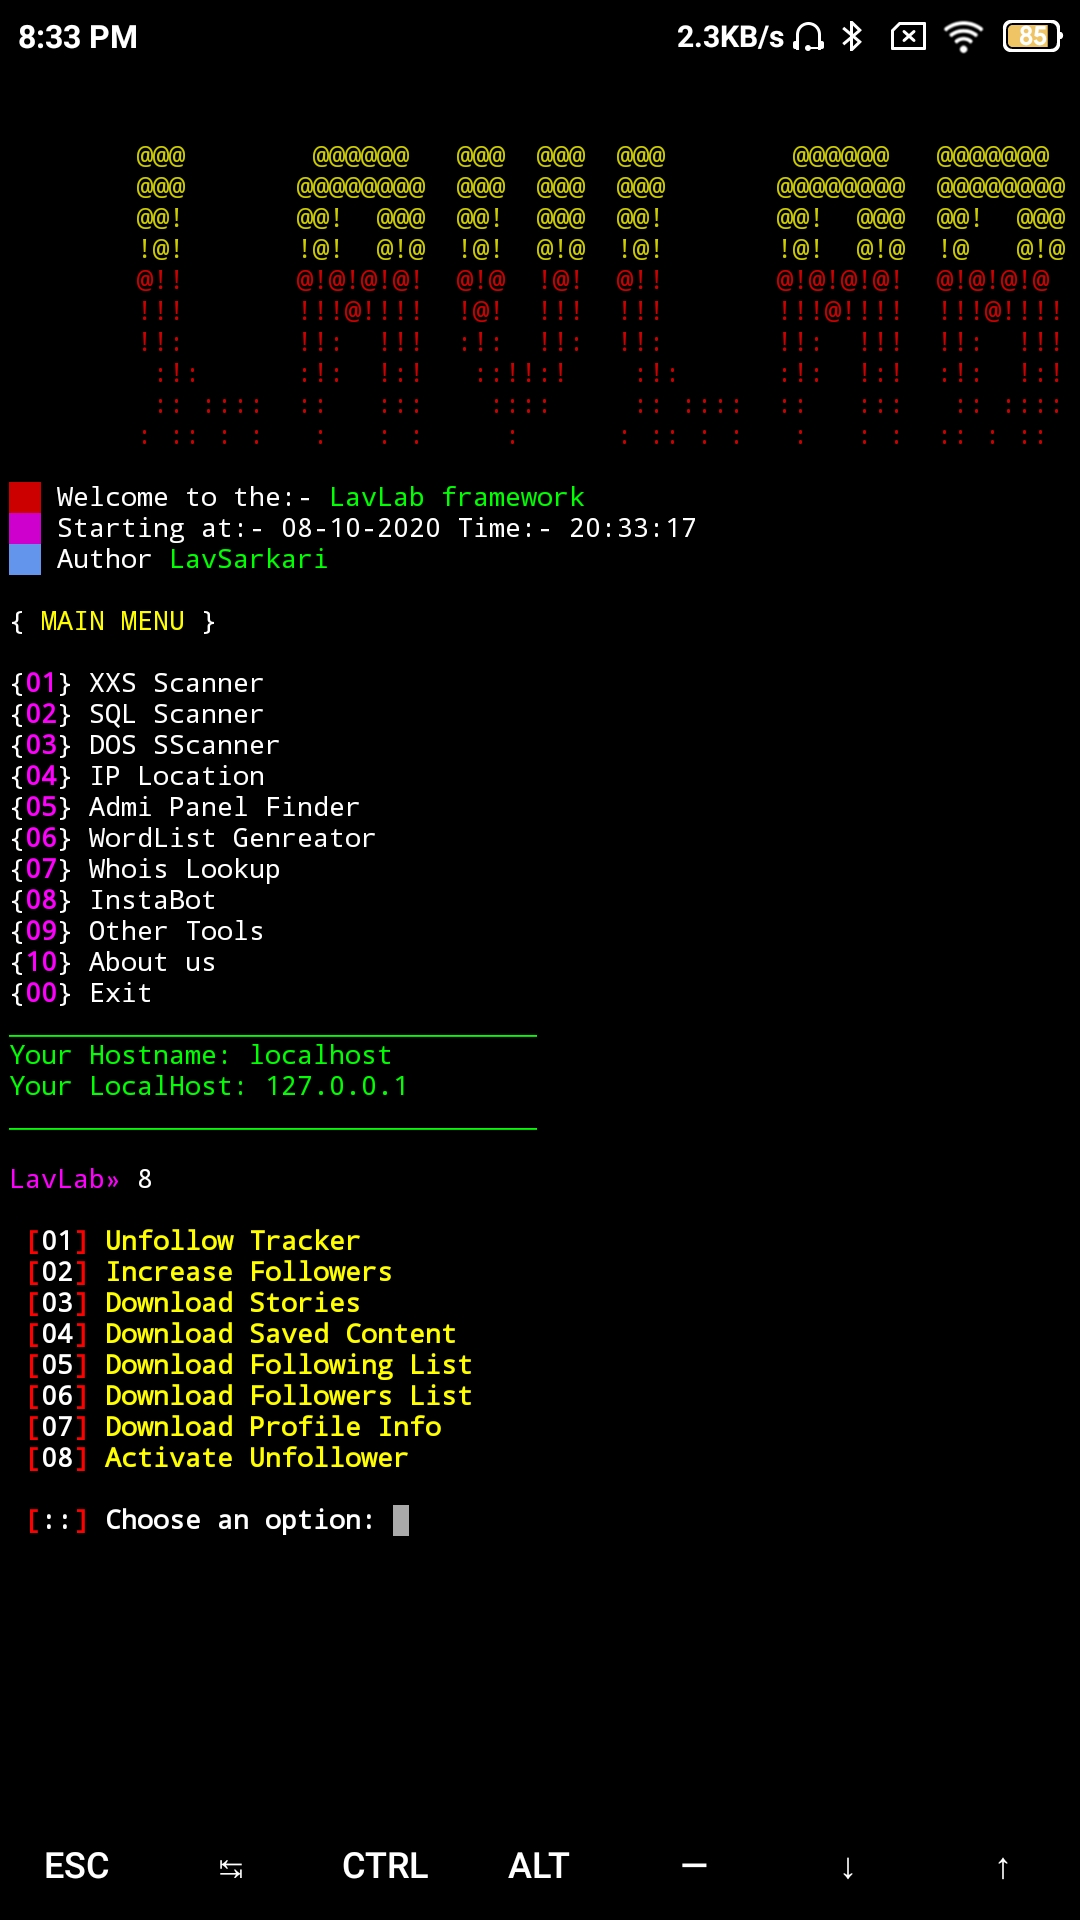 8:33 PM 2.3KB/s 85
@@@        @@@@@@   @@@  @@@  @@@        @@@@@@   @@@@@@@
@@@       @@@@@@@@  @@@  @@@  @@@       @@@@@@@@  @@@@@@@@
@@!       @@!  @@@  @@!  @@@  @@!       @@!  @@@  @@!  @@@
!@!       !@!  @!@  !@!  @!@  !@!       !@!  @!@  !@   @!@
@!!       @!@!@!@!  @!@  !@!  @!!       @!@!@!@!  @!@!@!@
!!!       !!!@!!!!  !@!  !!!  !!!       !!!@!!!!  !!!@!!!!
!!:       !!:  !!!  :!:  !!:  !!:       !!:  !!!  !!:  !!!
 :!:      :!:  !:!   ::!!:!    :!:      :!:  !:!  :!:  !:!
 :: ::::  ::   :::    ::::     :: ::::  ::   :::   :: ::::
: :: : :   :   : :     :      : :: : :   :   : :  :: : ::
Welcome to the:- LavLab framework
Starting at:- 08-10-2020 Time:- 20:33:17
Author LavSarkari
{ MAIN MENU }
{01} XXS Scanner
{02} SQL Scanner
{03} DOS SScanner
{04} IP Location
{05} Admi Panel Finder
{06} WordList Genreator
{07} Whois Lookup
{08} InstaBot
{09} Other Tools
{10} About us
{00} Exit
_________________________________
Your Hostname: localhost
Your LocalHost: 127.0.0.1
_________________________________
LavLab» 8
[01] Unfollow Tracker
[02] Increase Followers
[03] Download Stories
[04] Download Saved Content
[05] Download Following List
[06] Download Followers List
[07] Download Profile Info
[08] Activate Unfollower
[::] Choose an option:
ESC ↹ CTRL ALT — ↓ ↑